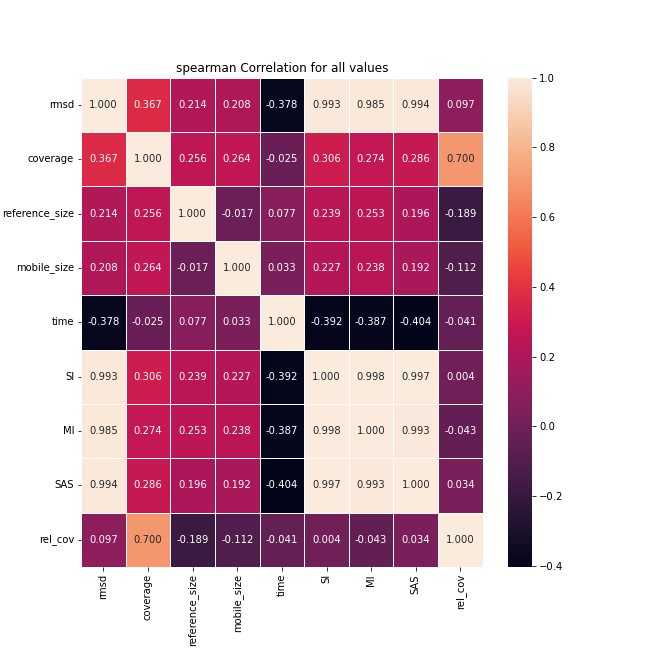 spearman Correlation for all values
rmsd 1.000 0.367 0.214 0.208 -0.378 0.993 0.985 0.994 0.097
coverage 0.367 1.000 0.256 0.264 -0.025 0.306 0.274 0.286 0.700
reference_size 0.214 0.256 1.000 -0.017 0.077 0.239 0.253 0.196 -0.189
mobile_size 0.208 0.264 -0.017 1.000 0.033 0.227 0.238 0.192 -0.112
time -0.378 -0.025 0.077 0.033 1.000 -0.392 -0.387 -0.404 -0.041
SI 0.993 0.306 0.239 0.227 -0.392 1.000 0.998 0.997 0.004
MI 0.985 0.274 0.253 0.238 -0.387 0.998 1.000 0.993 -0.043
SAS 0.994 0.286 0.196 0.192 -0.404 0.997 0.993 1.000 0.034
rel_cov 0.097 0.700 -0.189 -0.112 -0.041 0.004 -0.043 0.034 1.000
rmsd
coverage
reference_size
mobile_size
time
SI
MI
SAS
rel_cov
1.0
0.8
0.6
0.4
0.2
0.0
−0.2
−0.4